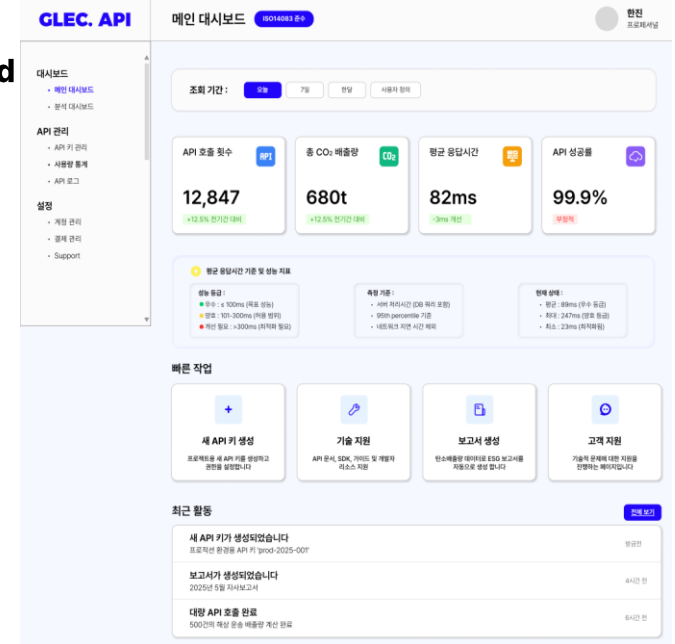 d
GLEC. API
메인 대시보드
ISO14083 준수
한진
프로페셔널
대시보드
메인 대시보드
분석 대시보드
API 관리
API 키 관리
사용량 통계
API 로그
설정
계정 관리
결제 관리
Support
조회 기간 :
오늘
7일
한달
사용자 정의
API 호출 횟수
API
12,847
+12.5% 전기간 대비
총 CO₂ 배출량
CO₂
680t
+12.5% 전기간 대비
평균 응답시간
82ms
-3ms 개선
API 성공률
99.9%
부정적
평균 응답시간 기준 및 성능 지표
성능 등급 :
우수 : ≤ 100ms (목표 성능)
양호 : 101-300ms (허용 범위)
개선 필요 : >300ms (최적화 필요)
측정 기준 :
서버 처리시간 (DB 쿼리 포함)
95th percentile 기준
네트워크 지연 시간 제외
현재 상태 :
평균 : 89ms (우수 등급)
최대 : 247ms (양호 등급)
최소 : 23ms (최적화됨)
빠른 작업
새 API 키 생성
프로젝트용 새 API 키를 생성하고
권한을 설정합니다
기술 지원
API 문서, SDK, 가이드 및 개발자
리소스 지원
보고서 생성
탄소배출량 데이터로 ESG 보고서를
자동으로 생성 합니다
고객 지원
기술적 문제에 대한 지원을
진행하는 페이지입니다
최근 활동
전체 보기
새 API 키가 생성되었습니다
프로덕션 환경용 API 키 'prod-2025-001'
방금전
보고서가 생성되었습니다
2025년 5월 자사보고서
4시간 전
대량 API 호출 완료
500건의 해상 운송 배출량 계산 완료
6시간 전